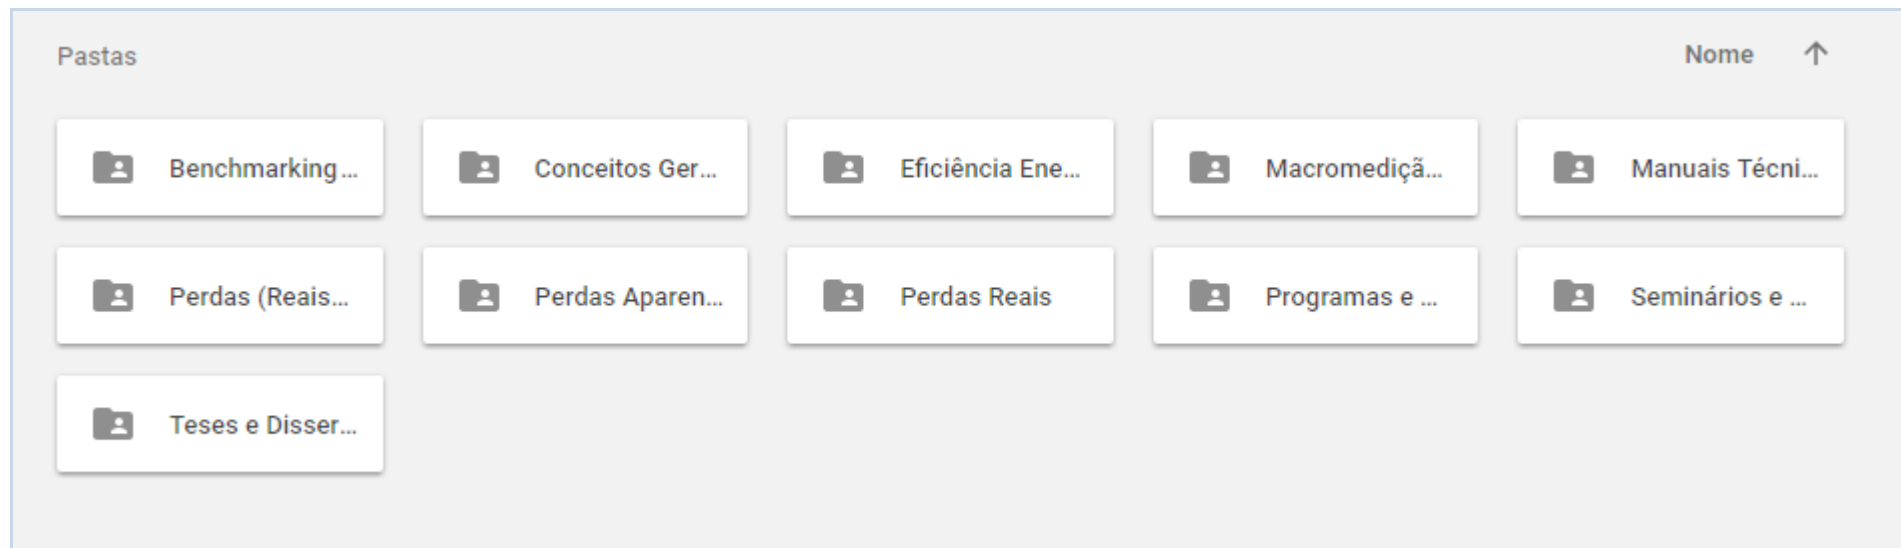 Pastas
Nome
Benchmarking ...
Conceitos Ger...
Eficiência Ene...
Macromediçã...
Manuais Técni...
Perdas (Reais...
Perdas Aparen...
Perdas Reais
Programas e ...
Seminários e ...
Teses e Disser...